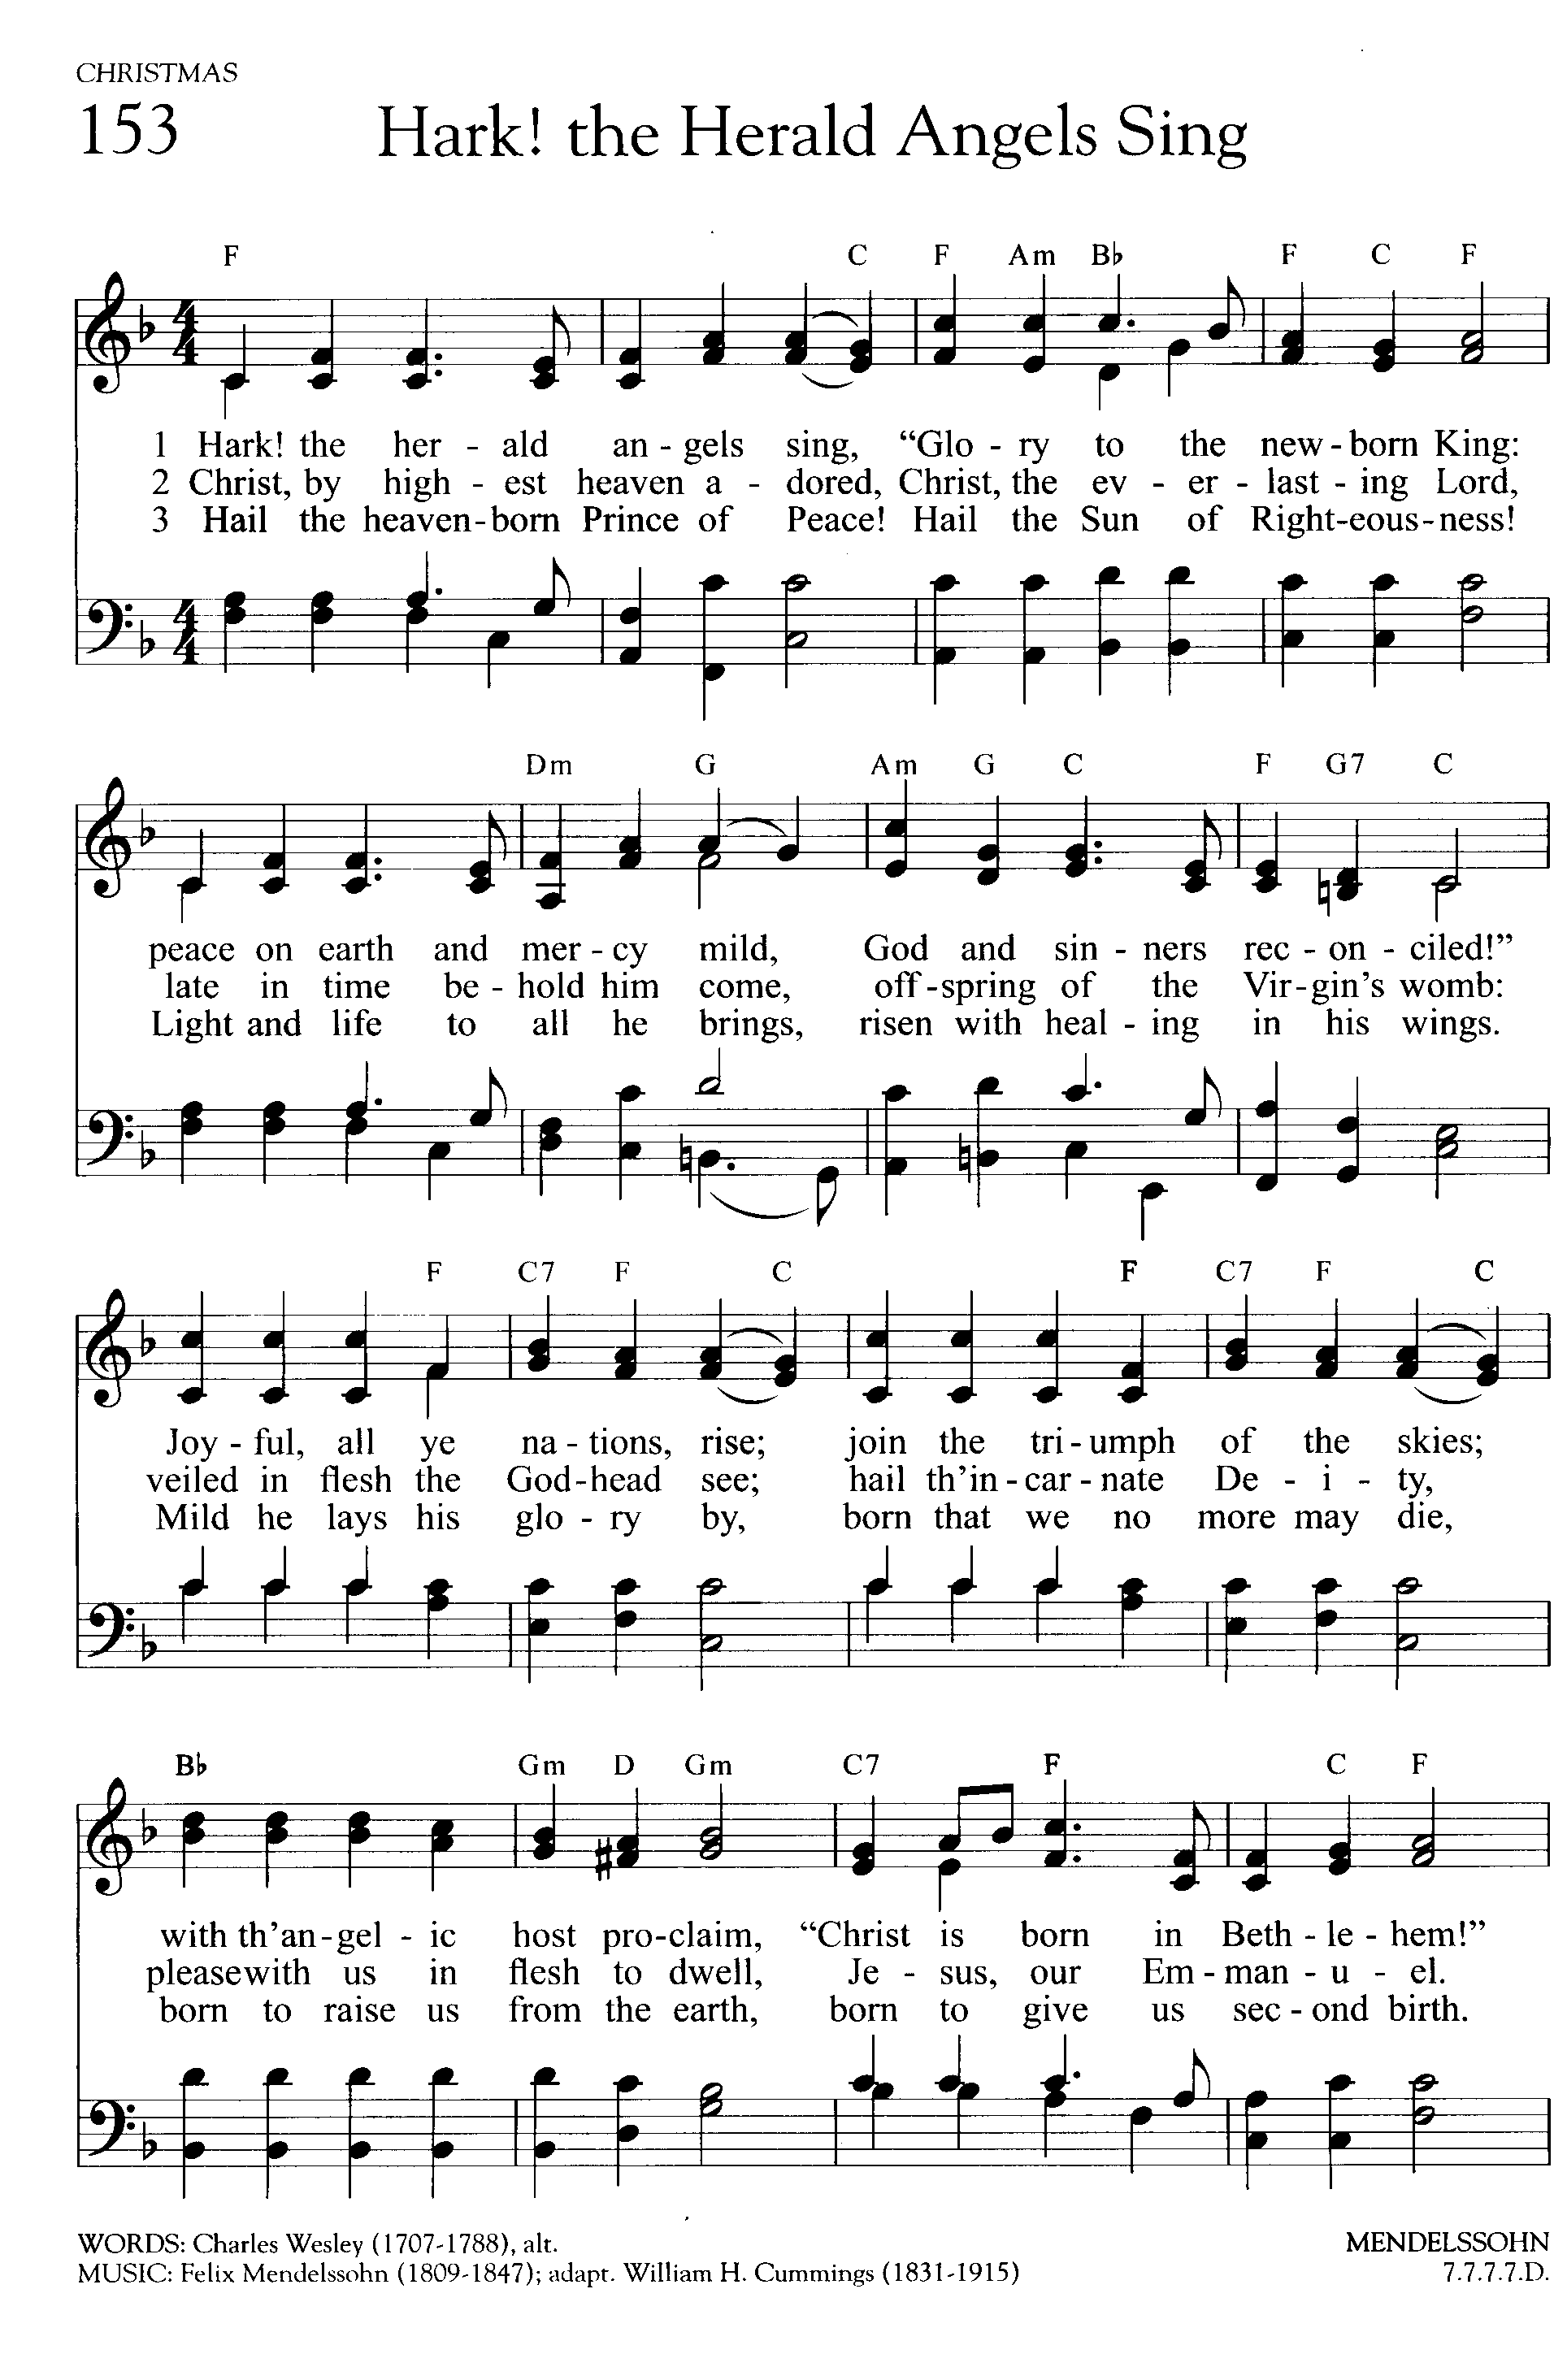 CHRISTMAS
153 Hark! the Herald Angels Sing
F C F Am B♭ F C F
1 Hark! the her - ald an - gels sing, “Glo - ry to the new - born King:
2 Christ, by high - est heaven a - dored, Christ, the ev - er - last - ing Lord,
3 Hail the heaven - born Prince of Peace! Hail the Sun of Right-eous-ness!
Dm G Am G C F G7 C
peace on earth and mer - cy mild, God and sin - ners rec - on - ciled!”
late in time be - hold him come, off - spring of the Vir - gin’s womb:
Light and life to all he brings, risen with heal - ing in his wings.
F C7 F C F C7 F C
Joy - ful, all ye na - tions, rise; join the tri - umph of the skies;
veiled in flesh the God-head see; hail th’in - car - nate De - i - ty,
Mild he lays his glo - ry by, born that we no more may die,
B♭ Gm D Gm C7 F C F
with th’an - gel - ic host pro-claim, “Christ is born in Beth - le - hem!”
pleasewith us in flesh to dwell, Je - sus, our Em - man - u - el.
born to raise us from the earth, born to give us sec - ond birth.
WORDS: Charles Wesley (1707-1788), alt. MENDELSSOHN
MUSIC: Felix Mendelssohn (1809-1847); adapt. William H. Cummings (1831-1915) 7.7.7.7.D.